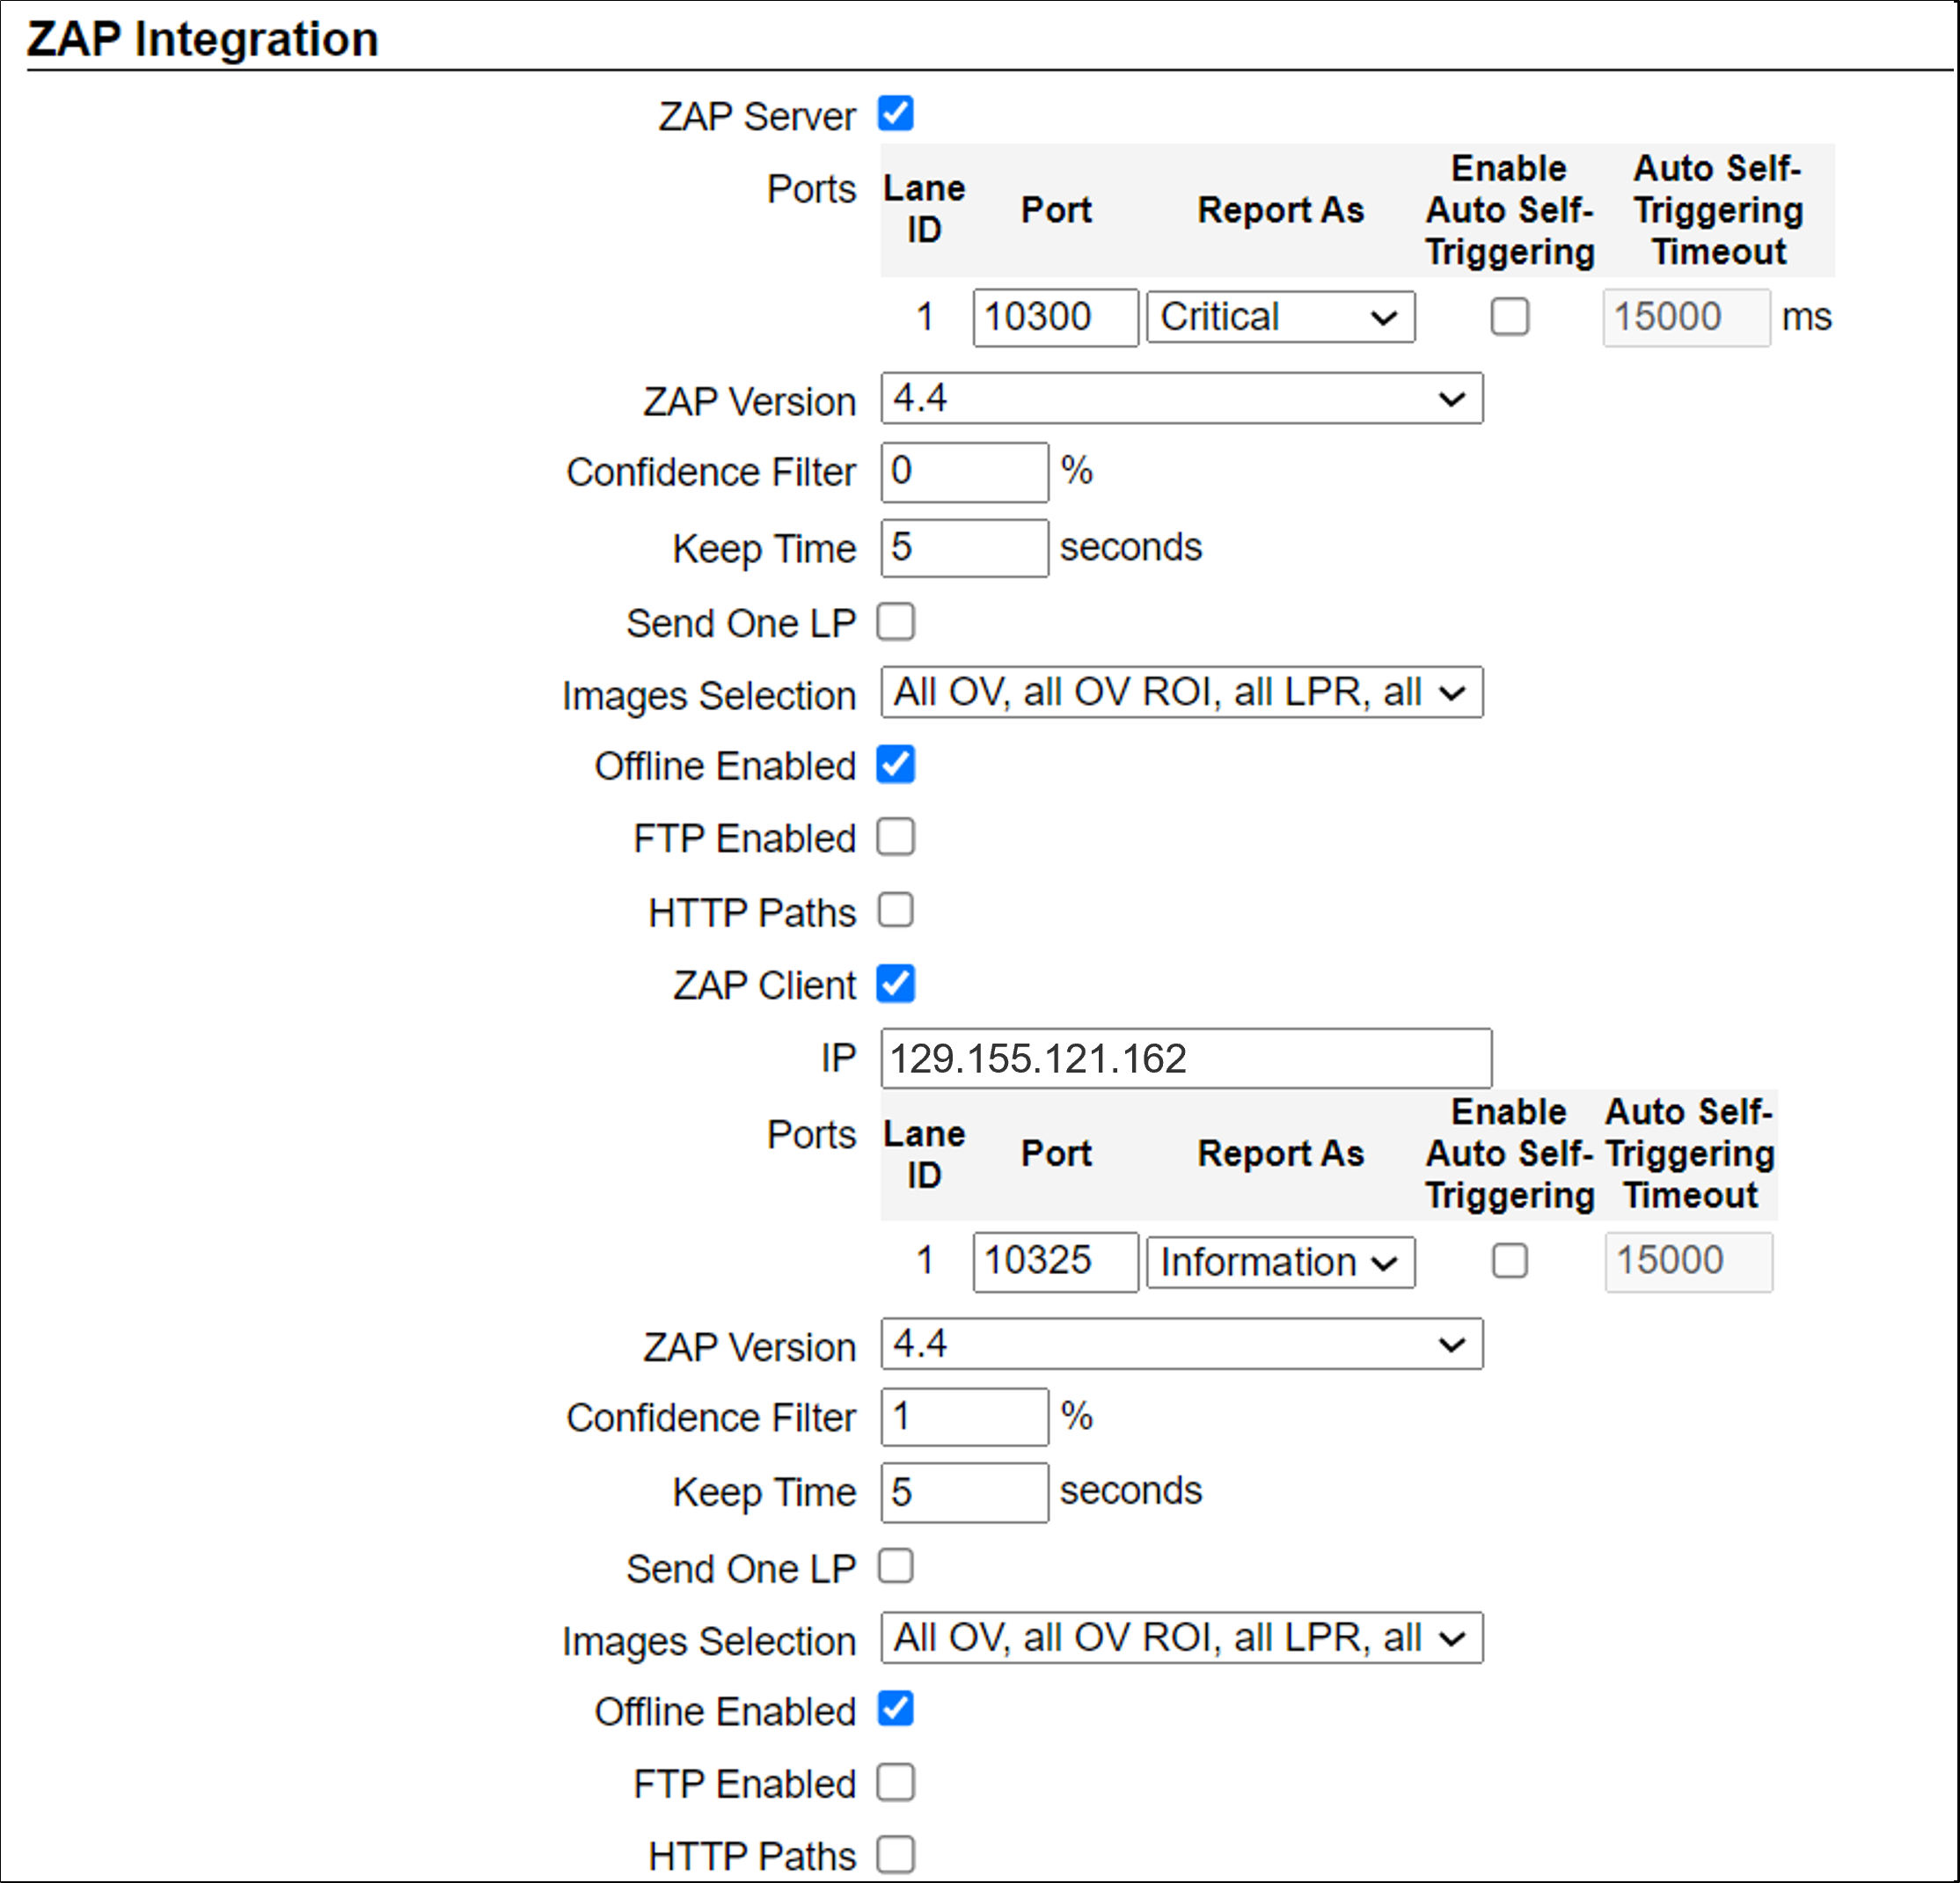 ZAP Integration
ZAP Server
Ports
Lane ID Port Report As Enable Auto Self-Triggering Auto Self-Triggering Timeout
1 10300 Critical 15000 ms
ZAP Version 4.4
Confidence Filter 0 %
Keep Time 5 seconds
Send One LP
Images Selection All OV, all OV ROI, all LPR, all
Offline Enabled
FTP Enabled
HTTP Paths
ZAP Client
IP 129.155.121.162
Ports
Lane ID Port Report As Enable Auto Self-Triggering Auto Self-Triggering Timeout
1 10325 Information 15000
ZAP Version 4.4
Confidence Filter 1 %
Keep Time 5 seconds
Send One LP
Images Selection All OV, all OV ROI, all LPR, all
Offline Enabled
FTP Enabled
HTTP Paths